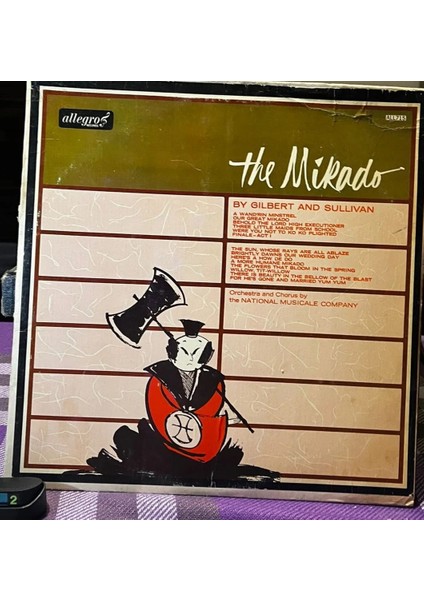 allegro
RECORDS
ALL715
the Mikado
BY GILBERT AND SULLIVAN
A WAND'RIN MINSTREL
OUR GREAT MIKADO
BEHOLD THE LORD HIGH EXECUTIONER
THREE LITTLE MAIDS FROM SCHOOL
WERE YOU NOT TO KO KO PLIGHTED
FINALE - ACT I
THE SUN, WHOSE RAYS ARE ALL ABLAZE
BRIGHTLY DAWNS OUR WEDDING DAY
HERE'S A HOW DE DO
A MORE HUMANE MIKADO
THE FLOWERS THAT BLOOM IN THE SPRING
WILLOW, TIT-WILLOW
THERE IS BEAUTY IN THE BELLOW OF THE BLAST
FOR HE'S GONE AND MARRIED YUM YUM
Orchestra and Chorus by
the NATIONAL MUSICALE COMPANY
2